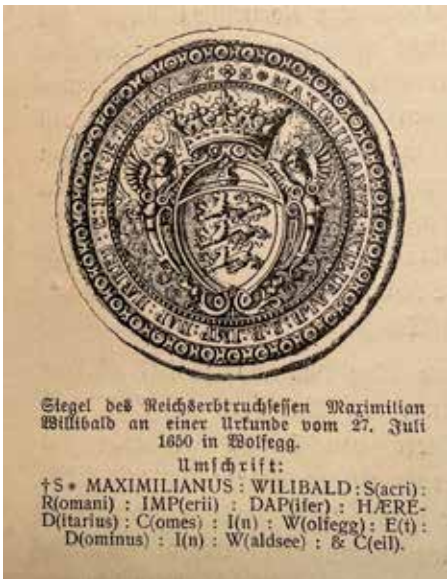 Siegel des Reichserbtruchsessen Maximilian
Willibald an einer Urkunde vom 27. Juli
1650 in Wolfegg.
Umschrift:
†S * MAXIMILIANUS : WILIBALD : S(acri) :
R(omani) : IMP(erii) : DAP(ifer) : HÆRE-
D(itarius) : C(omes) : I(n) : W(olfegg) : E(t) :
D(ominus) : I(n) : W(aldsee) : & C(eil).